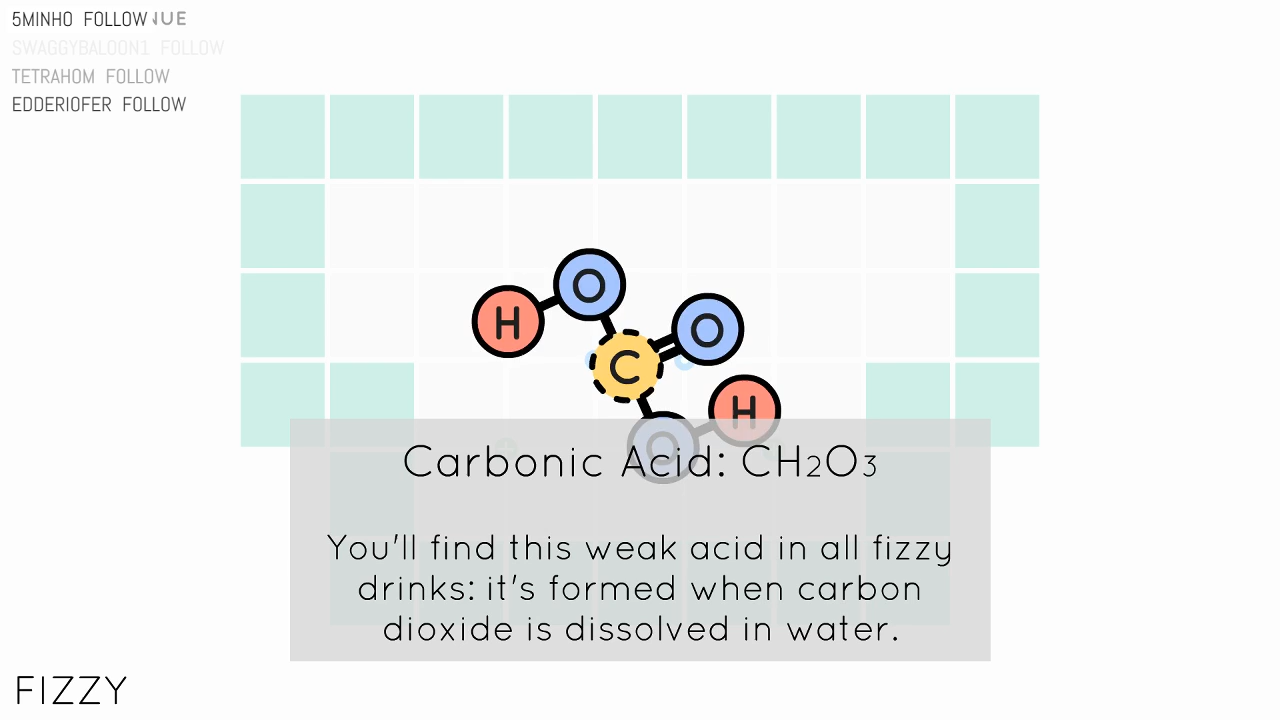 5MINHO FOLLOW NUE
SWAGGYBALOON1 FOLLOW
TETRAHOM FOLLOW
EDDERIOFER FOLLOW
O
H
O
C
H
O
Carbonic Acid: CH2O3
You'll find this weak acid in all fizzy
drinks: it's formed when carbon
dioxide is dissolved in water.
FIZZY